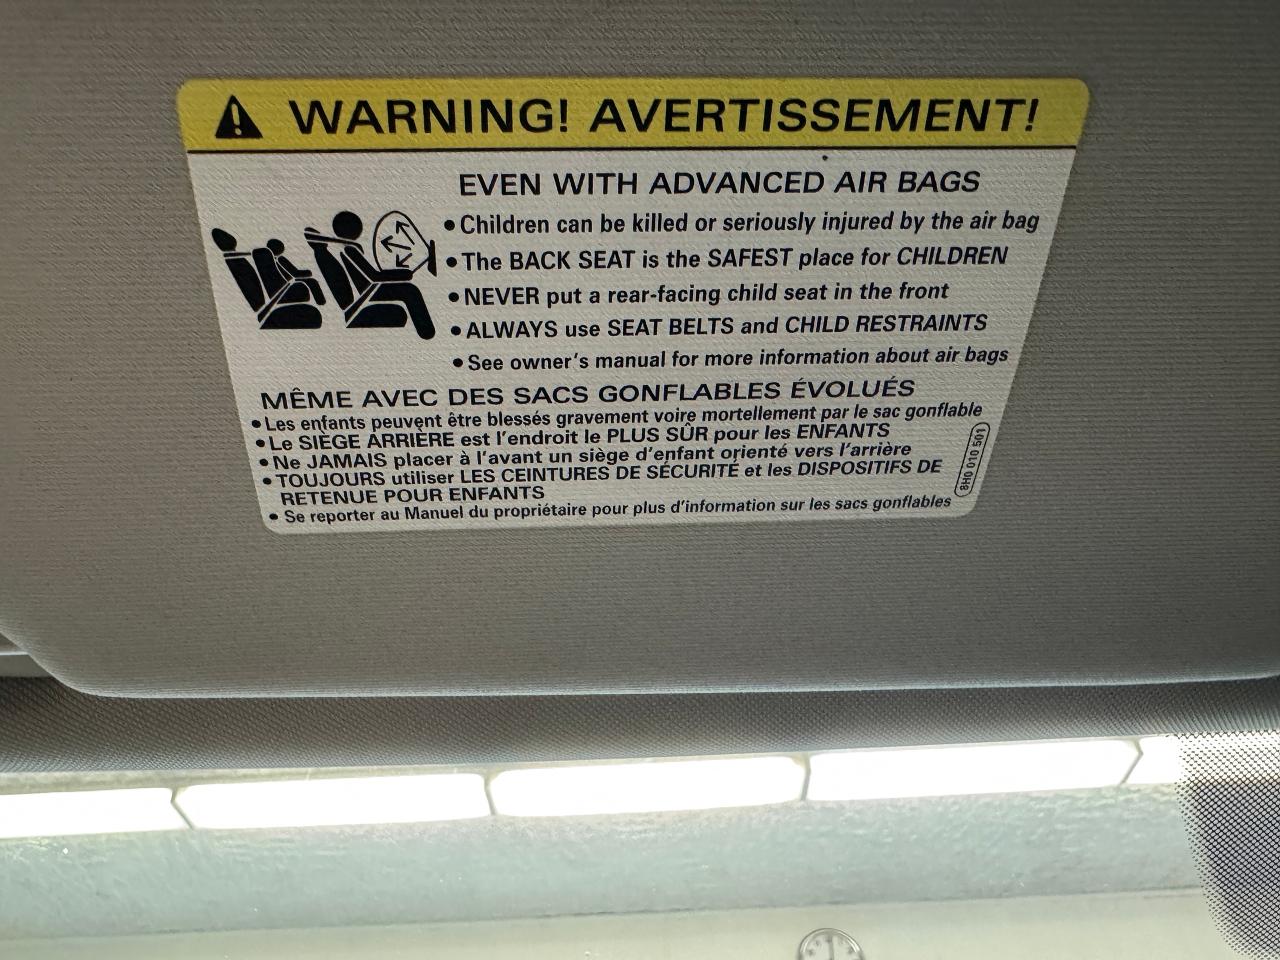 WARNING! AVERTISSEMENT!
EVEN WITH ADVANCED AIR BAGS
•Children can be killed or seriously injured by the air bag
•The BACK SEAT is the SAFEST place for CHILDREN
•NEVER put a rear-facing child seat in the front
•ALWAYS use SEAT BELTS and CHILD RESTRAINTS
•See owner's manual for more information about air bags
MÊME AVEC DES SACS GONFLABLES ÉVOLUÉS
•Les enfants peuvent être blessés gravement voire mortellement par le sac gonflable
•Le SIÈGE ARRIÈRE est l'endroit le PLUS SÛR pour les ENFANTS
•Ne JAMAIS placer à l'avant un siège d'enfant orienté vers l'arrière
•TOUJOURS utiliser LES CEINTURES DE SÉCURITÉ et les DISPOSITIFS DE
RETENUE POUR ENFANTS
•Se reporter au Manuel du propriétaire pour plus d'information sur les sacs gonflables
8H0 010 501